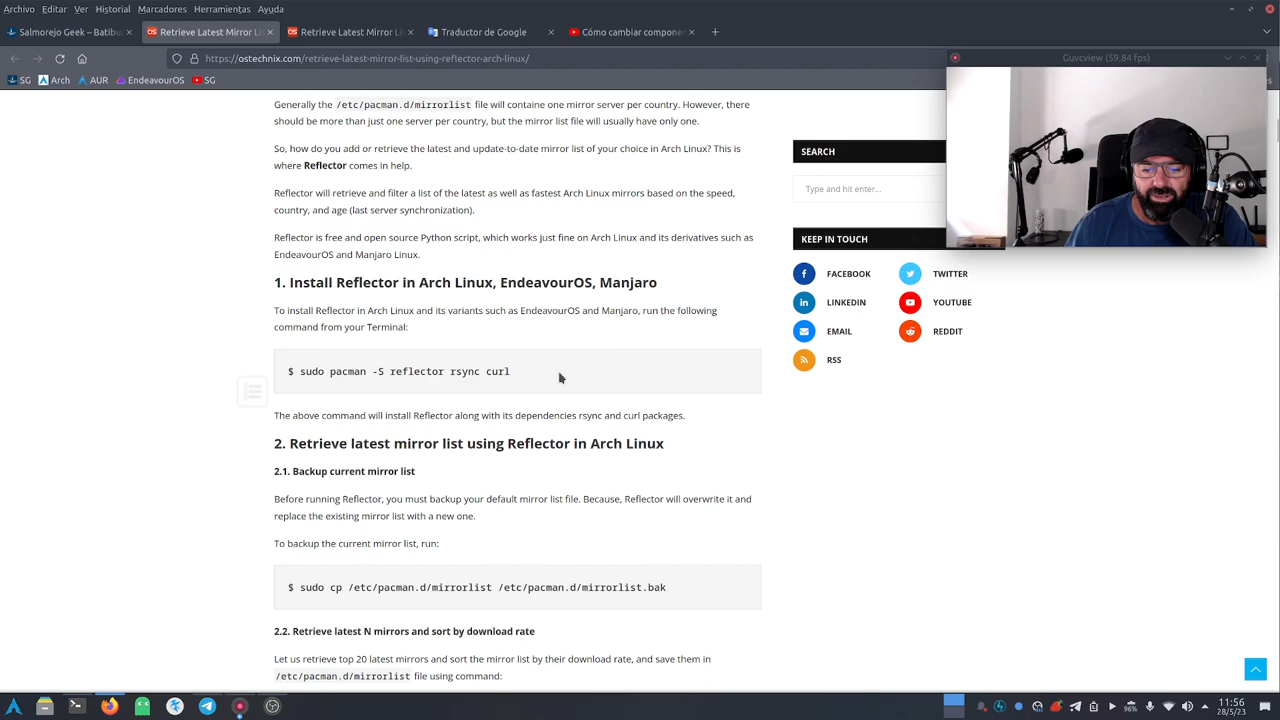 Archivo Editar Ver Historial Marcadores Herramientas Ayuda
Salmorejo Geek — Batibu
Retrieve Latest Mirror Li
Retrieve Latest Mirror Lin
Traductor de Google
Cómo cambiar compone
https://ostechnix.com/retrieve-latest-mirror-list-using-reflector-arch-linux/
SG Arch AUR EndeavourOS SG
Guvcview (59,84 fps)
Generally the /etc/pacman.d/mirrorlist file will containe one mirror server per country. However, there
should be more than just one server per country, but the mirror list file will usually have only one.
So, how do you add or retrieve the latest and update-to-date mirror list of your choice in Arch Linux? This is
where Reflector comes in help.
Reflector will retrieve and filter a list of the latest as well as fastest Arch Linux mirrors based on the speed,
country, and age (last server synchronization).
Reflector is free and open source Python script, which works just fine on Arch Linux and its derivatives such as
EndeavourOS and Manjaro Linux.
1. Install Reflector in Arch Linux, EndeavourOS, Manjaro
To install Reflector in Arch Linux and its variants such as EndeavourOS and Manjaro, run the following
command from your Terminal:
$ sudo pacman -S reflector rsync curl
The above command will install Reflector along with its dependencies rsync and curl packages.
2. Retrieve latest mirror list using Reflector in Arch Linux
2.1. Backup current mirror list
Before running Reflector, you must backup your default mirror list file. Because, Reflector will overwrite it and
replace the existing mirror list with a new one.
To backup the current mirror list, run:
$ sudo cp /etc/pacman.d/mirrorlist /etc/pacman.d/mirrorlist.bak
2.2. Retrieve latest N mirrors and sort by download rate
Let us retrieve top 20 latest mirrors and sort the mirror list by their download rate, and save them in
/etc/pacman.d/mirrorlist file using command:
SEARCH
Type and hit enter...
KEEP IN TOUCH
FACEBOOK TWITTER
LINKEDIN YOUTUBE
EMAIL REDDIT
RSS
96%
11:56
28/5/23